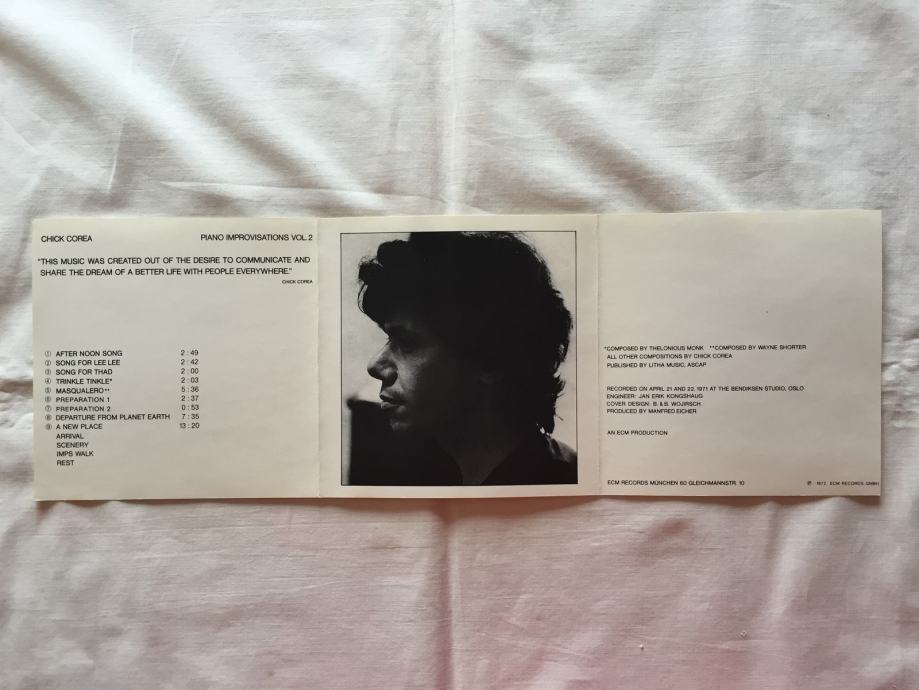 CHICK COREA PIANO IMPROVISATIONS VOL.2
"THIS MUSIC WAS CREATED OUT OF THE DESIRE TO COMMUNICATE AND
SHARE THE DREAM OF A BETTER LIFE WITH PEOPLE EVERYWHERE."
CHICK COREA
① AFTER NOON SONG 2:49
② SONG FOR LEE LEE 2:42
③ SONG FOR THAD 2:00
④ TRINKLE TINKLE* 2:03
⑤ MASQUALERO** 5:36
⑥ PREPARATION 1 2:37
⑦ PREPARATION 2 0:53
⑧ DEPARTURE FROM PLANET EARTH 7:35
⑨ A NEW PLACE 13:20
ARRIVAL
SCENERY
IMPS WALK
REST
*COMPOSED BY THELONIOUS MONK **COMPOSED BY WAYNE SHORTER
ALL OTHER COMPOSITIONS BY CHICK COREA
PUBLISHED BY LITHA MUSIC, ASCAP
RECORDED ON APRIL 21 AND 22, 1971 AT THE BENDIKSEN STUDIO, OSLO
ENGINEER: JAN ERIK KONGSHAUG
COVER DESIGN: B. & B. WOJIRSCH
PRODUCED BY MANFRED EICHER
AN ECM PRODUCTION
ECM RECORDS MÜNCHEN 60 GLEICHMANNSTR. 10
℗ 1972 ECM RECORDS GMBH